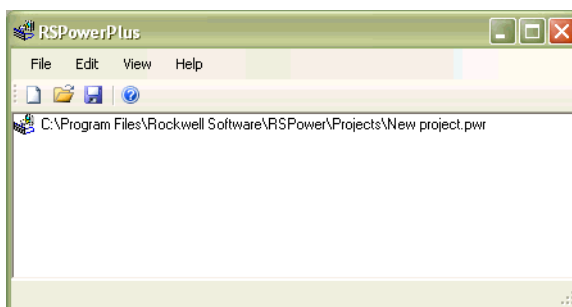 RSPowerPlus
File Edit View Help
C:\Program Files\Rockwell Software\RSPower\Projects\New project.pwr